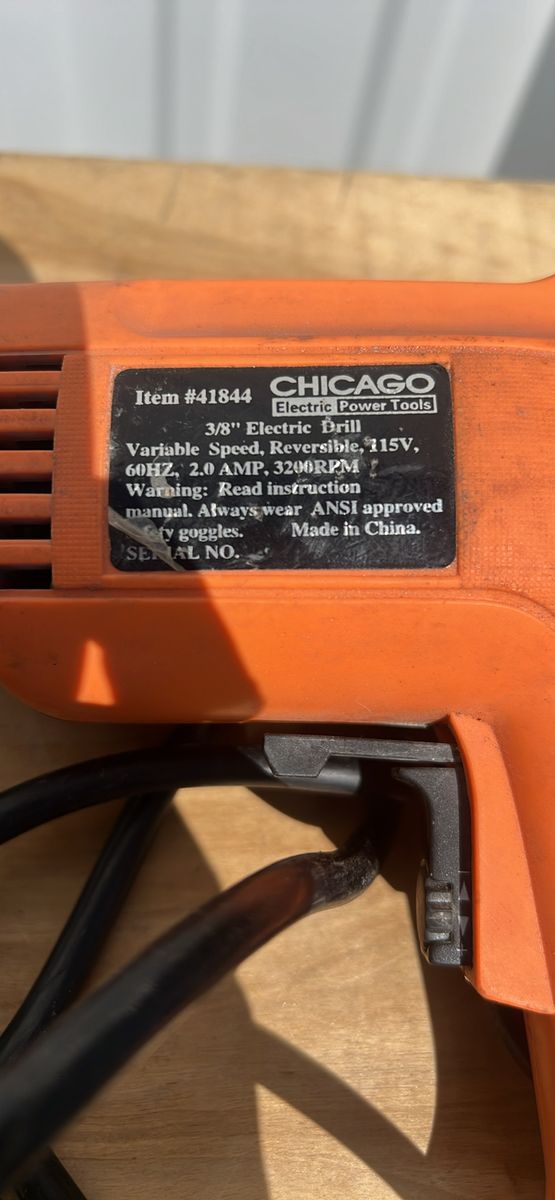 Item #41844 CHICAGO
Electric Power Tools
3/8" Electric Drill
Variable Speed, Reversible, 115V,
60HZ, 2.0 AMP, 3200RPM
Warning: Read instruction
manual. Always wear ANSI approved
goggles. Made in China.
NO.